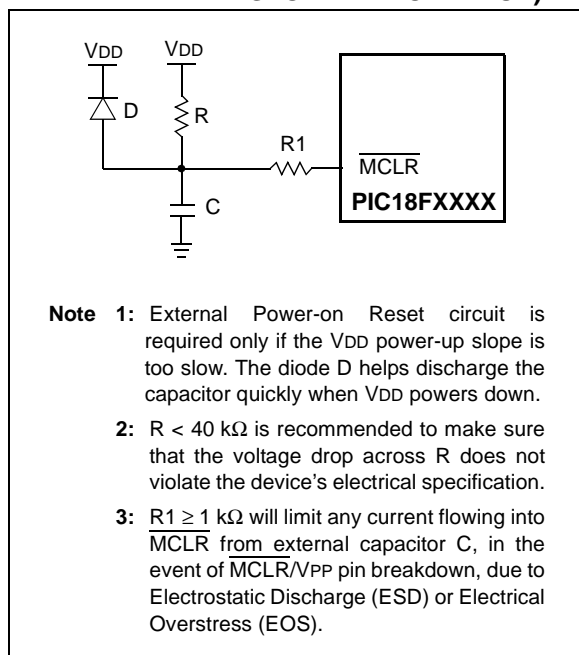 VDD VDD
D R
R1
MCLR
C PIC18FXXXX
Note 1: External Power-on Reset circuit is
required only if the VDD power-up slope is
too slow. The diode D helps discharge the
capacitor quickly when VDD powers down.
2: R < 40 kΩ is recommended to make sure
that the voltage drop across R does not
violate the device's electrical specification.
3: R1 ≥ 1 kΩ will limit any current flowing into
MCLR from external capacitor C, in the
event of MCLR/VPP pin breakdown, due to
Electrostatic Discharge (ESD) or Electrical
Overstress (EOS).